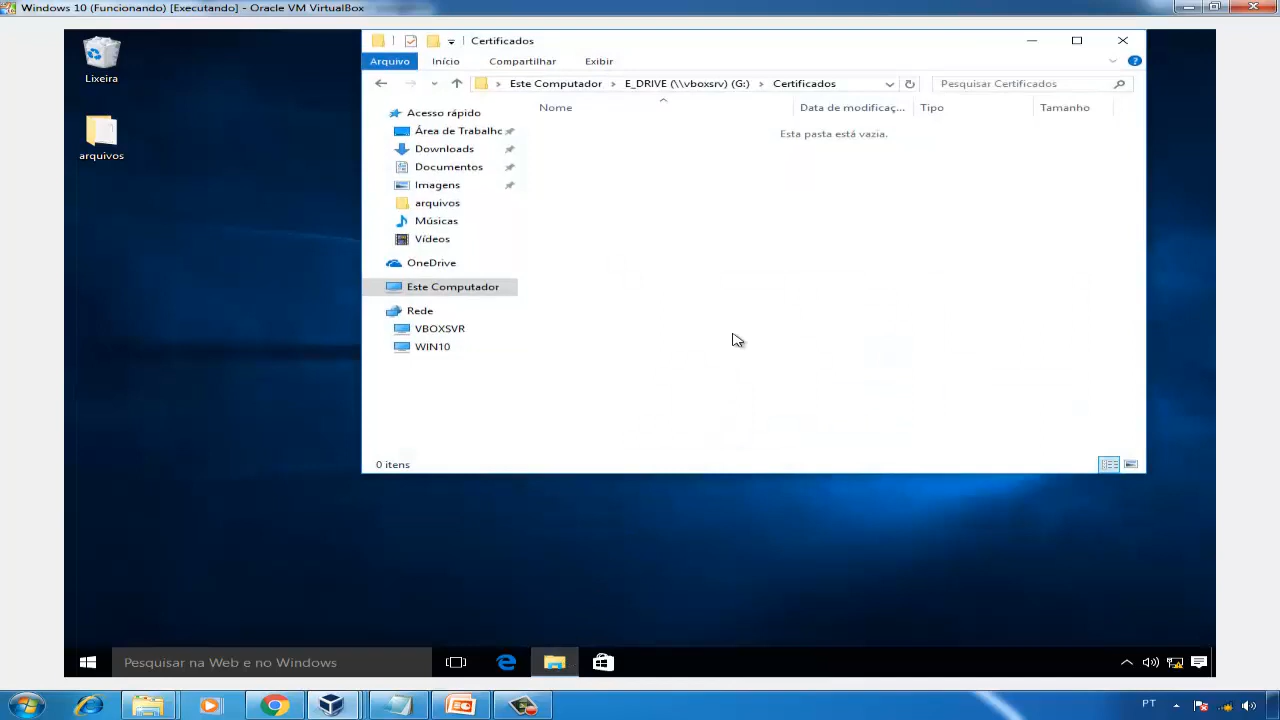 Windows 10 (Funcionando) [Executando] - Oracle VM VirtualBox
Lixeira
arquivos
Certificados
Arquivo Início Compartilhar Exibir
Este Computador E_DRIVE (\\vboxsrv) (G:) Certificados
Pesquisar Certificados
Nome Data de modificaç... Tipo Tamanho
Esta pasta está vazia.
Acesso rápido
Área de Trabalho
Downloads
Documentos
Imagens
arquivos
Músicas
Vídeos
OneDrive
Este Computador
Rede
VBOXSVR
WIN10
0 itens
Pesquisar na Web e no Windows
PT